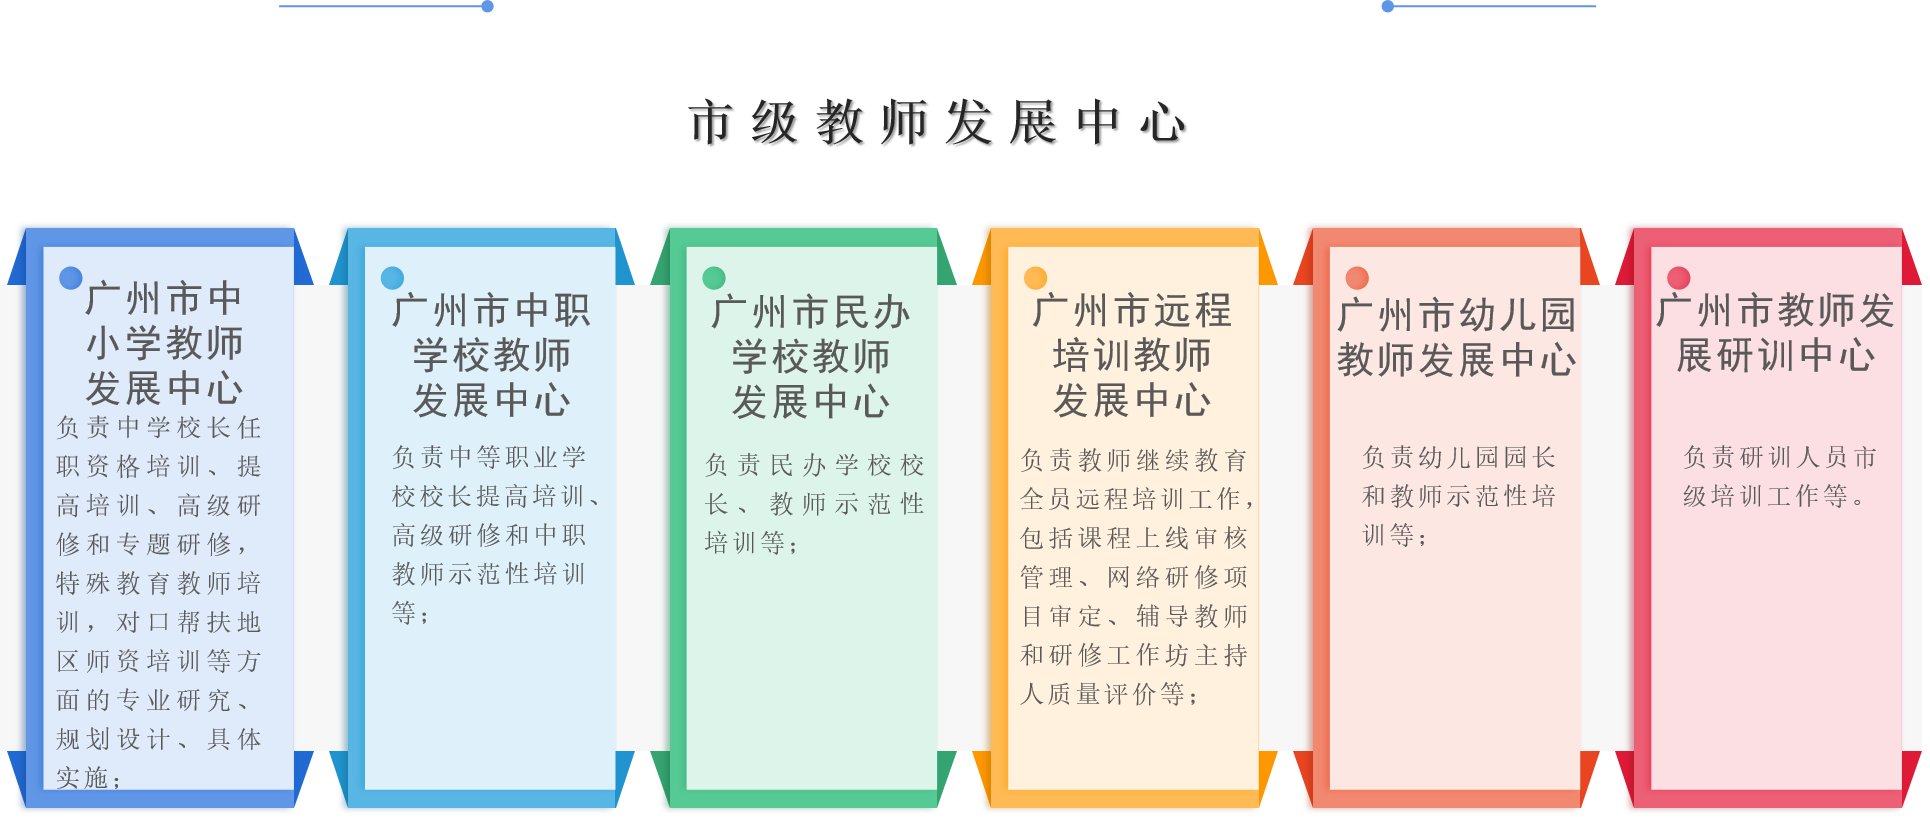 市级教师发展中心
广州市中
小学教师
发展中心
负责中学校长任
职资格培训、提
高培训、高级研
修和专题研修，
特殊教育教师培
训，对口帮扶地
区师资培训等方
面的专业研究、
规划设计、具体
实施；
广州市中职
学校教师
发展中心
负责中等职业学
校校长提高培训、
高级研修和中职
教师示范性培训
等；
广州市民办
学校教师
发展中心
负责民办学校校
长、教师示范性
培训等；
广州市远程
培训教师
发展中心
负责教师继续教育
全员远程培训工作，
包括课程上线审核
管理、网络研修项
目审定、辅导教师
和研修工作坊主持
人质量评价等；
广州市幼儿园
教师发展中心
负责幼儿园园长
和教师示范性培
训等；
广州市教师发
展研训中心
负责研训人员市
级培训工作等。